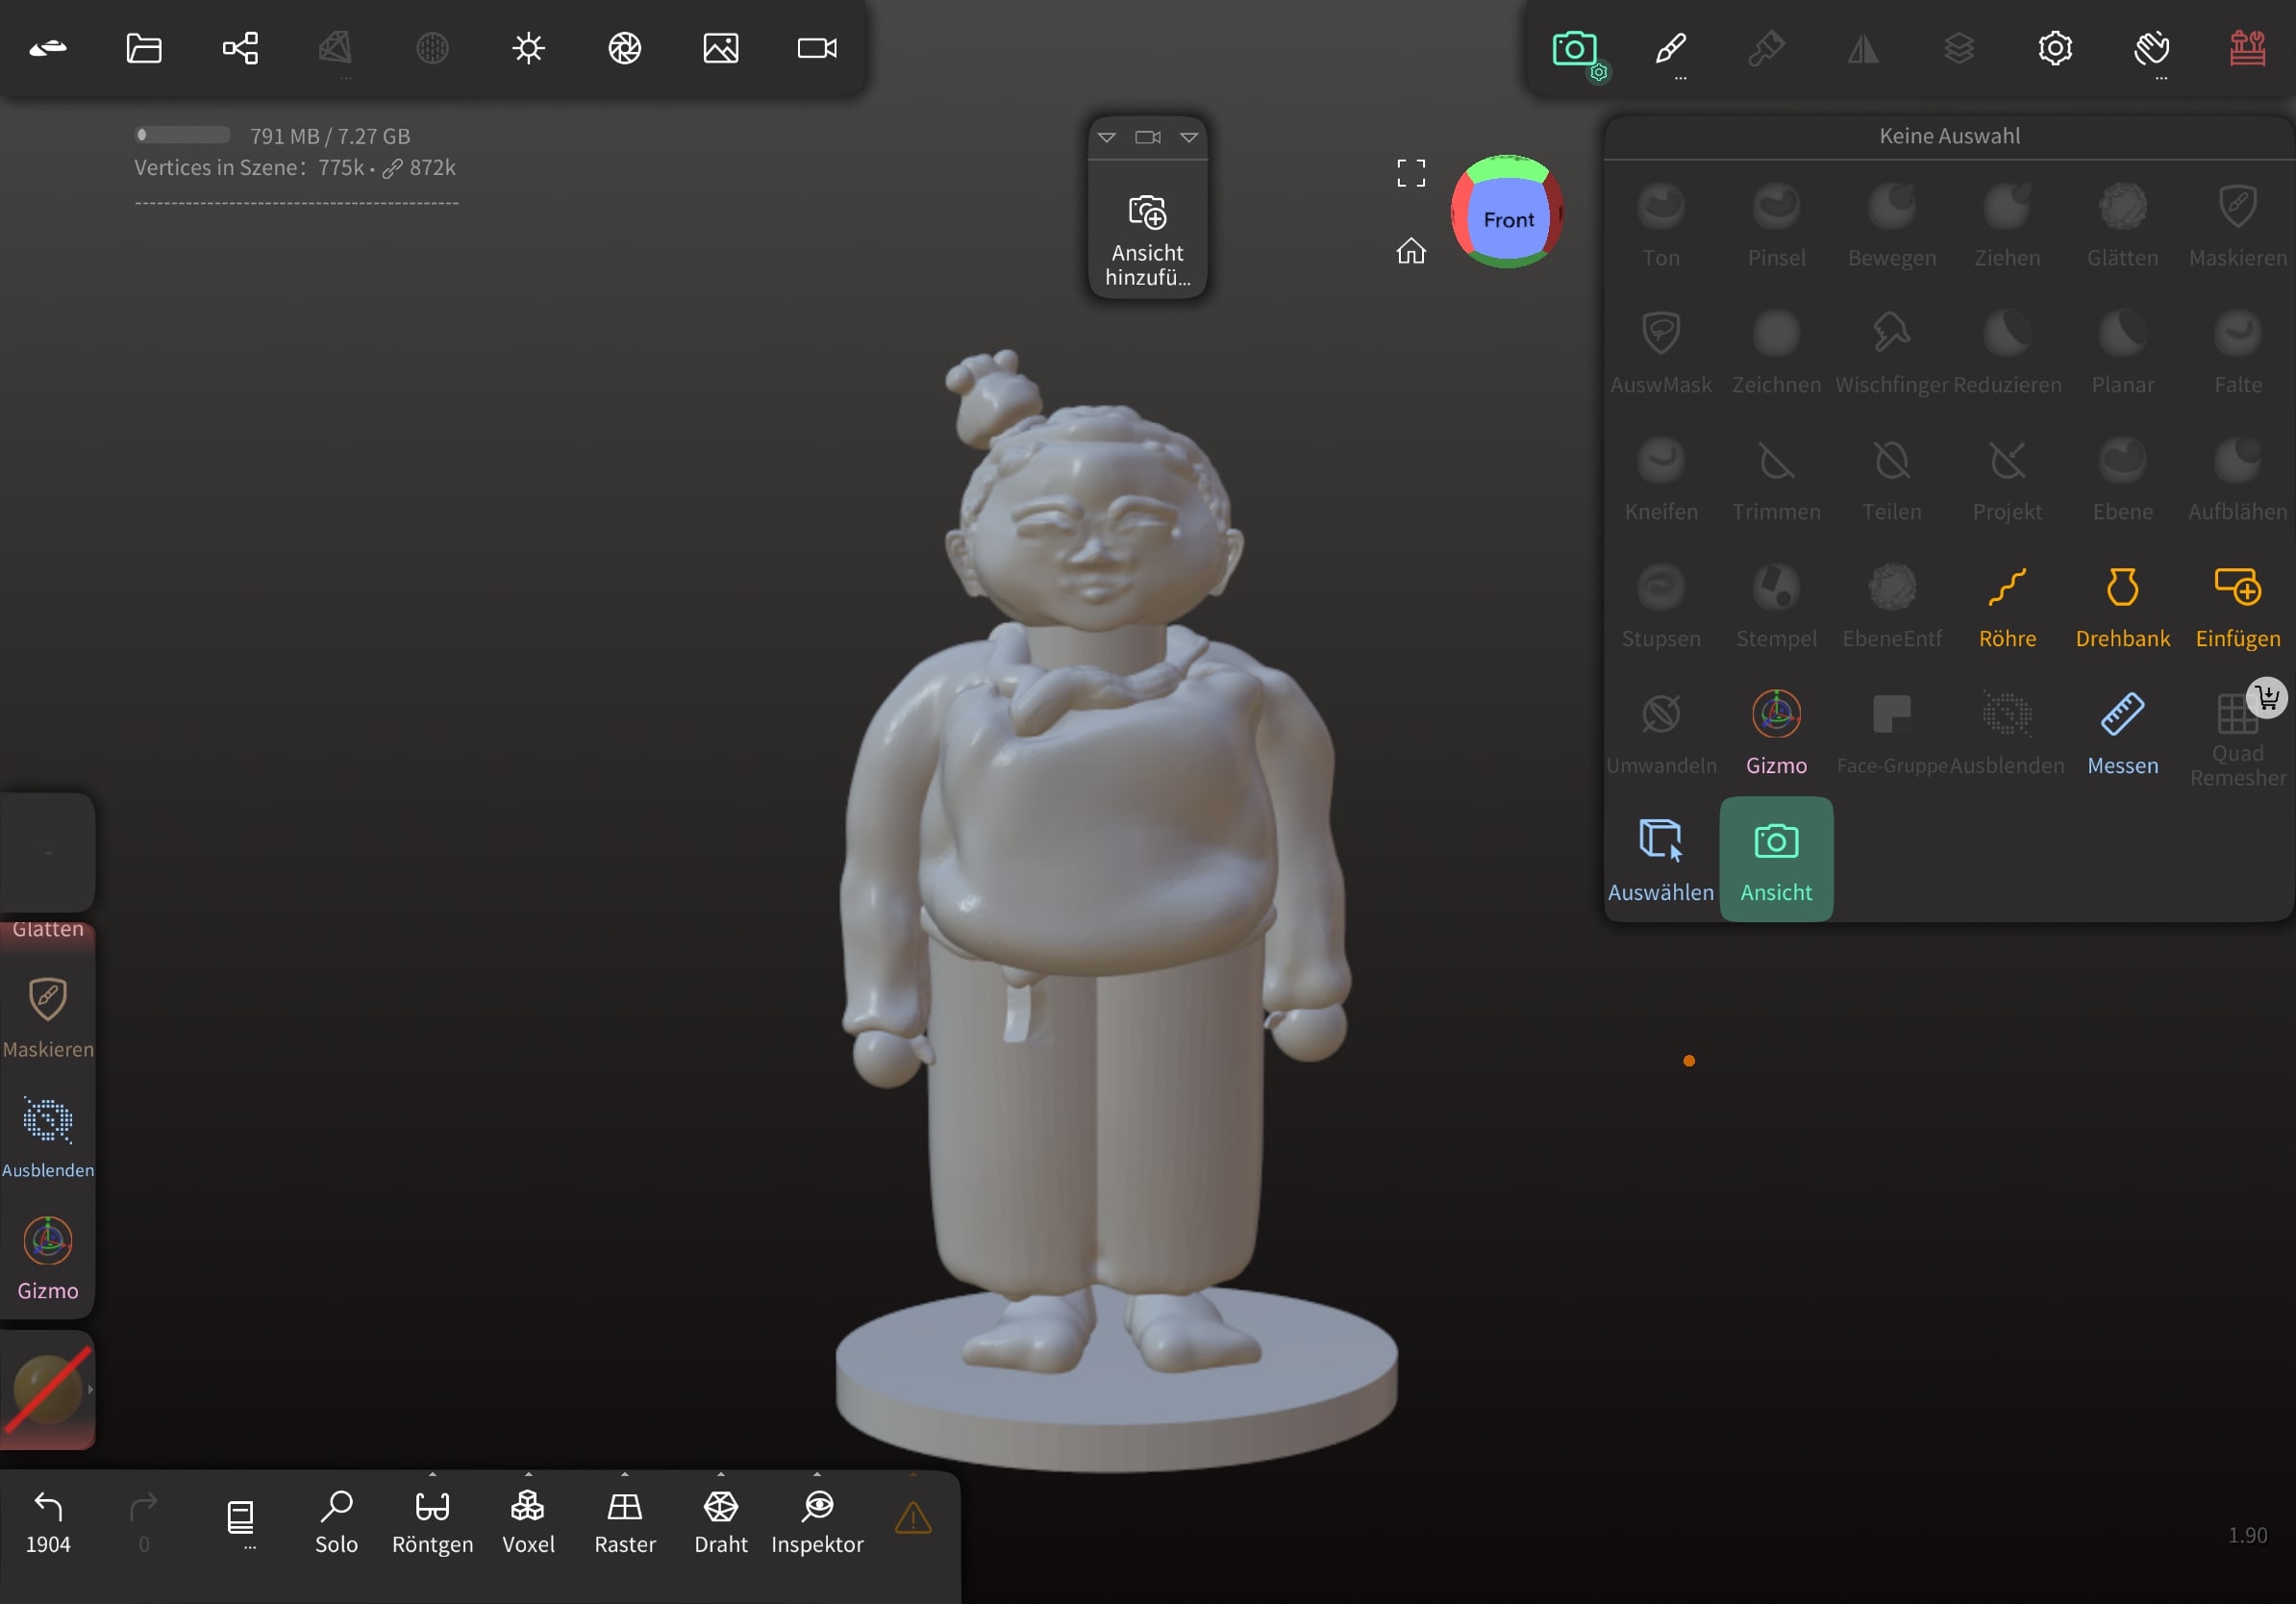 791 MB / 7.27 GB
Vertices in Szene: 775k • 872k
Ansicht
hinzufü...
Front
Keine Auswahl
Ton
Pinsel
Bewegen
Ziehen
Glätten
Maskieren
AuswMask
Zeichnen
Wischfinger
Reduzieren
Planar
Falte
Kneifen
Trimmen
Teilen
Projekt
Ebene
Aufblähen
Stupsen
Stempel
EbeneEntf
Röhre
Drehbank
Einfügen
Umwandeln
Gizmo
Face-Gruppe
Ausblenden
Messen
Quad
Remesher
Auswählen
Ansicht
Glätten
Maskieren
Ausblenden
Gizmo
1904
0
...
Solo
Röntgen
Voxel
Raster
Draht
Inspektor
1.90